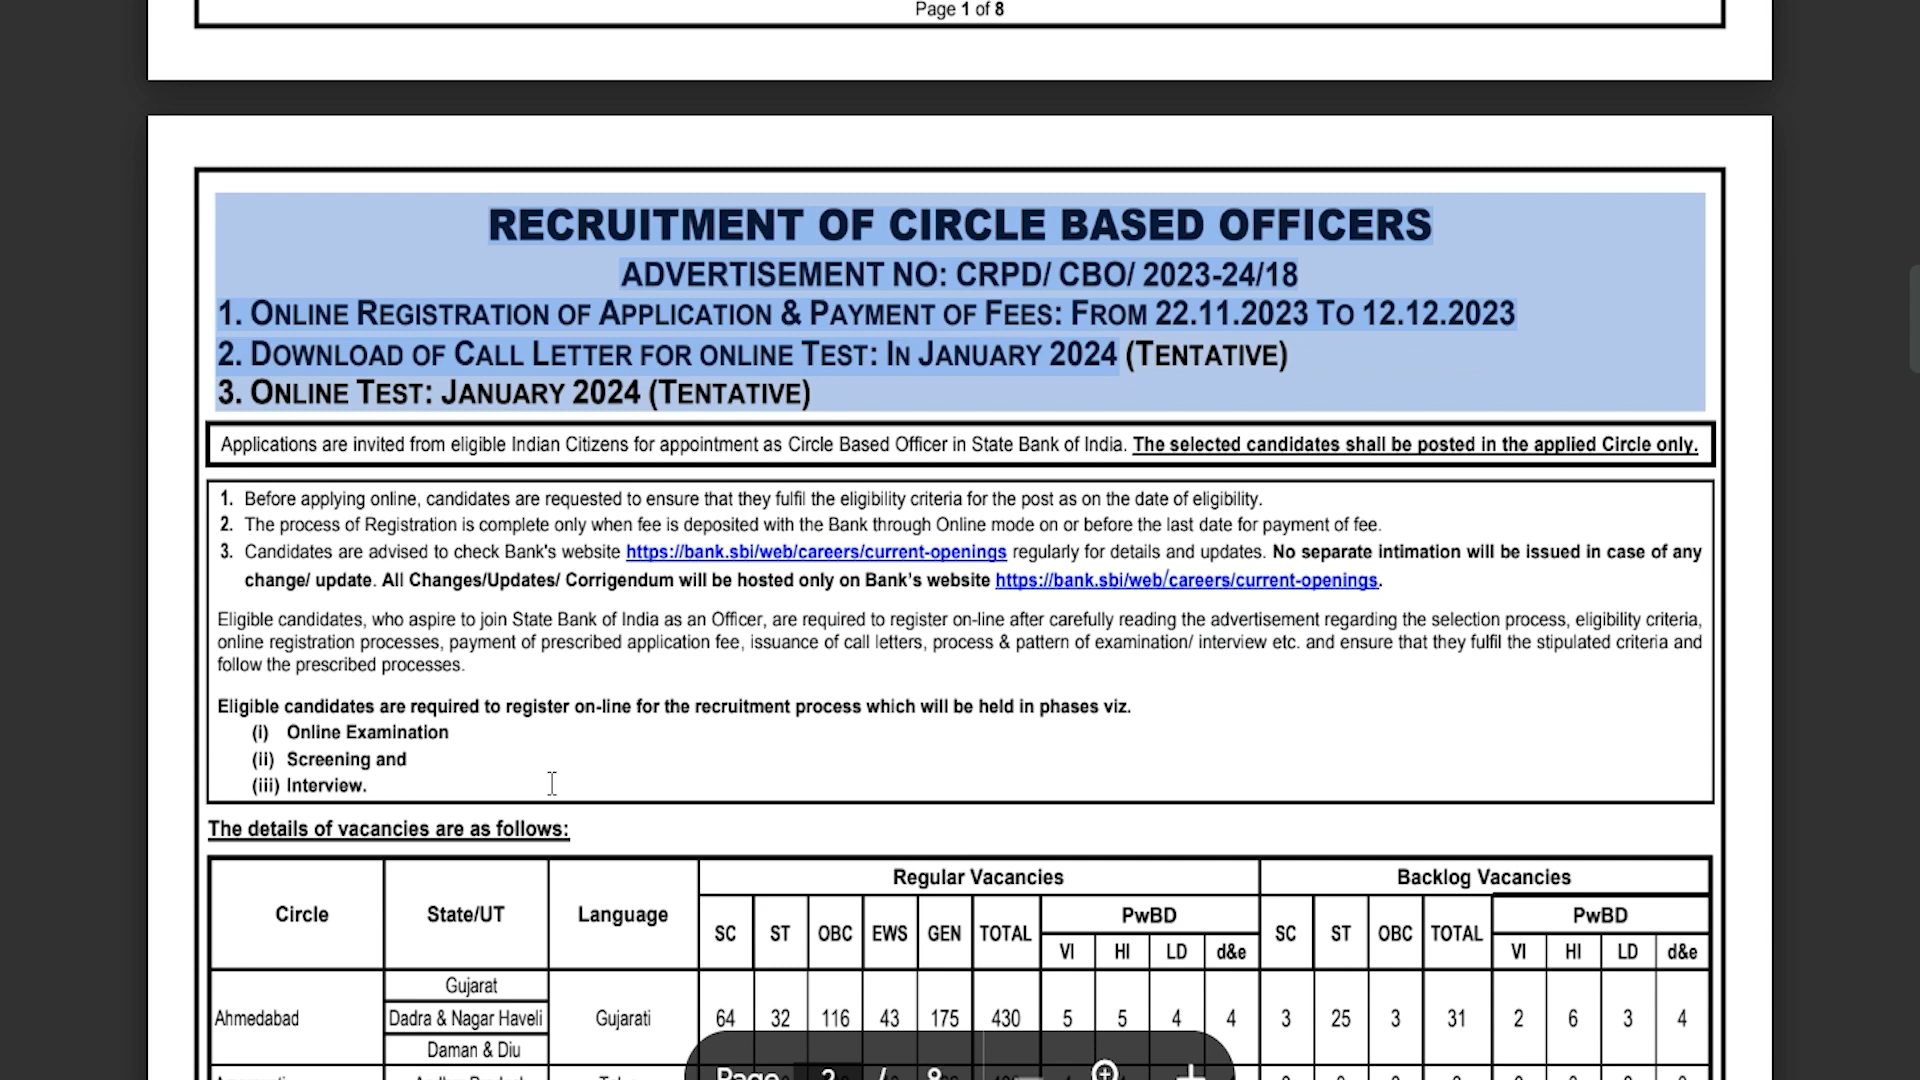 Page 1 of 8
RECRUITMENT OF CIRCLE BASED OFFICERS
ADVERTISEMENT NO: CRPD/ CBO/ 2023-24/18
1. ONLINE REGISTRATION OF APPLICATION & PAYMENT OF FEES: FROM 22.11.2023 TO 12.12.2023
2. DOWNLOAD OF CALL LETTER FOR ONLINE TEST: IN JANUARY 2024 (TENTATIVE)
3. ONLINE TEST: JANUARY 2024 (TENTATIVE)
Applications are invited from eligible Indian Citizens for appointment as Circle Based Officer in State Bank of India. The selected candidates shall be posted in the applied Circle only.
1. Before applying online, candidates are requested to ensure that they fulfil the eligibility criteria for the post as on the date of eligibility.
2. The process of Registration is complete only when fee is deposited with the Bank through Online mode on or before the last date for payment of fee.
3. Candidates are advised to check Bank's website https://bank.sbi/web/careers/current-openings regularly for details and updates. No separate intimation will be issued in case of any
change/ update. All Changes/Updates/ Corrigendum will be hosted only on Bank's website https://bank.sbi/web/careers/current-openings.
Eligible candidates, who aspire to join State Bank of India as an Officer, are required to register on-line after carefully reading the advertisement regarding the selection process, eligibility criteria,
online registration processes, payment of prescribed application fee, issuance of call letters, process & pattern of examination/ interview etc. and ensure that they fulfil the stipulated criteria and
follow the prescribed processes.
Eligible candidates are required to register on-line for the recruitment process which will be held in phases viz.
(i) Online Examination
(ii) Screening and
(iii) Interview.
The details of vacancies are as follows:
Regular Vacancies Backlog Vacancies
Circle State/UT Language SC ST OBC EWS GEN TOTAL PwBD SC ST OBC TOTAL PwBD
VI HI LD d&e VI HI LD d&e
Gujarat
Ahmedabad Dadra & Nagar Haveli Gujarati 64 32 116 43 175 430 5 5 4 4 3 25 3 31 2 6 3 4
Daman & Diu
Page 2 / 8